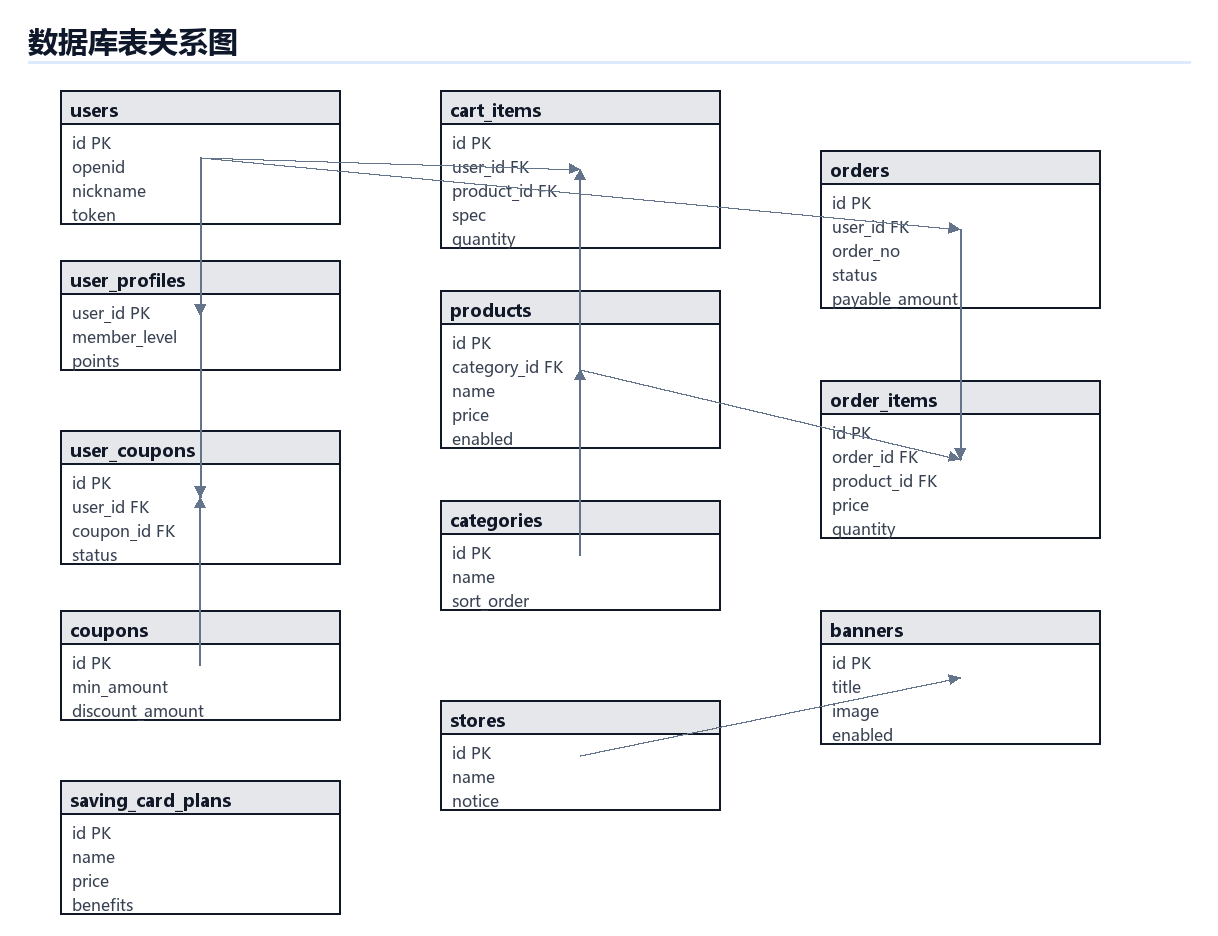 数据库表关系图
users
id PK
openid
nickname
token
user_profiles
user_id PK
member_level
points
user_coupons
id PK
user_id FK
coupon_id FK
status
coupons
id PK
min_amount
discount_amount
saving_card_plans
id PK
name
price
benefits
cart_items
id PK
user_id FK
product_id FK
spec
quantity
products
id PK
category_id FK
name
price
enabled
categories
id PK
name
sort_order
stores
id PK
name
notice
orders
id PK
user_id FK
order_no
status
payable_amount
order_items
id PK
order_id FK
product_id FK
price
quantity
banners
id PK
title
image
enabled